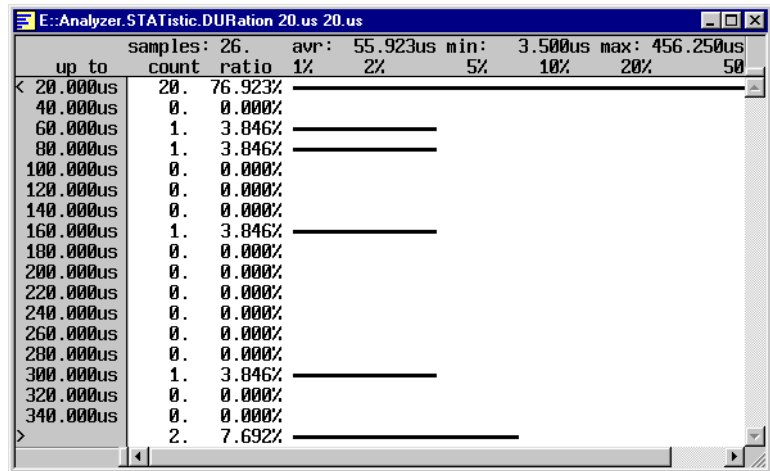 E::Analyzer.STATistic.DURation 20.us 20.us
samples: 26. avr: 55.923us min: 3.500us max: 456.250us
up to count ratio 1% 2% 5% 10% 20% 50
< 20.000us 20. 76.923%
40.000us 0. 0.000%
60.000us 1. 3.846%
80.000us 1. 3.846%
100.000us 0. 0.000%
120.000us 0. 0.000%
140.000us 0. 0.000%
160.000us 1. 3.846%
180.000us 0. 0.000%
200.000us 0. 0.000%
220.000us 0. 0.000%
240.000us 0. 0.000%
260.000us 0. 0.000%
280.000us 0. 0.000%
300.000us 1. 3.846%
320.000us 0. 0.000%
340.000us 0. 0.000%
> 2. 7.692%